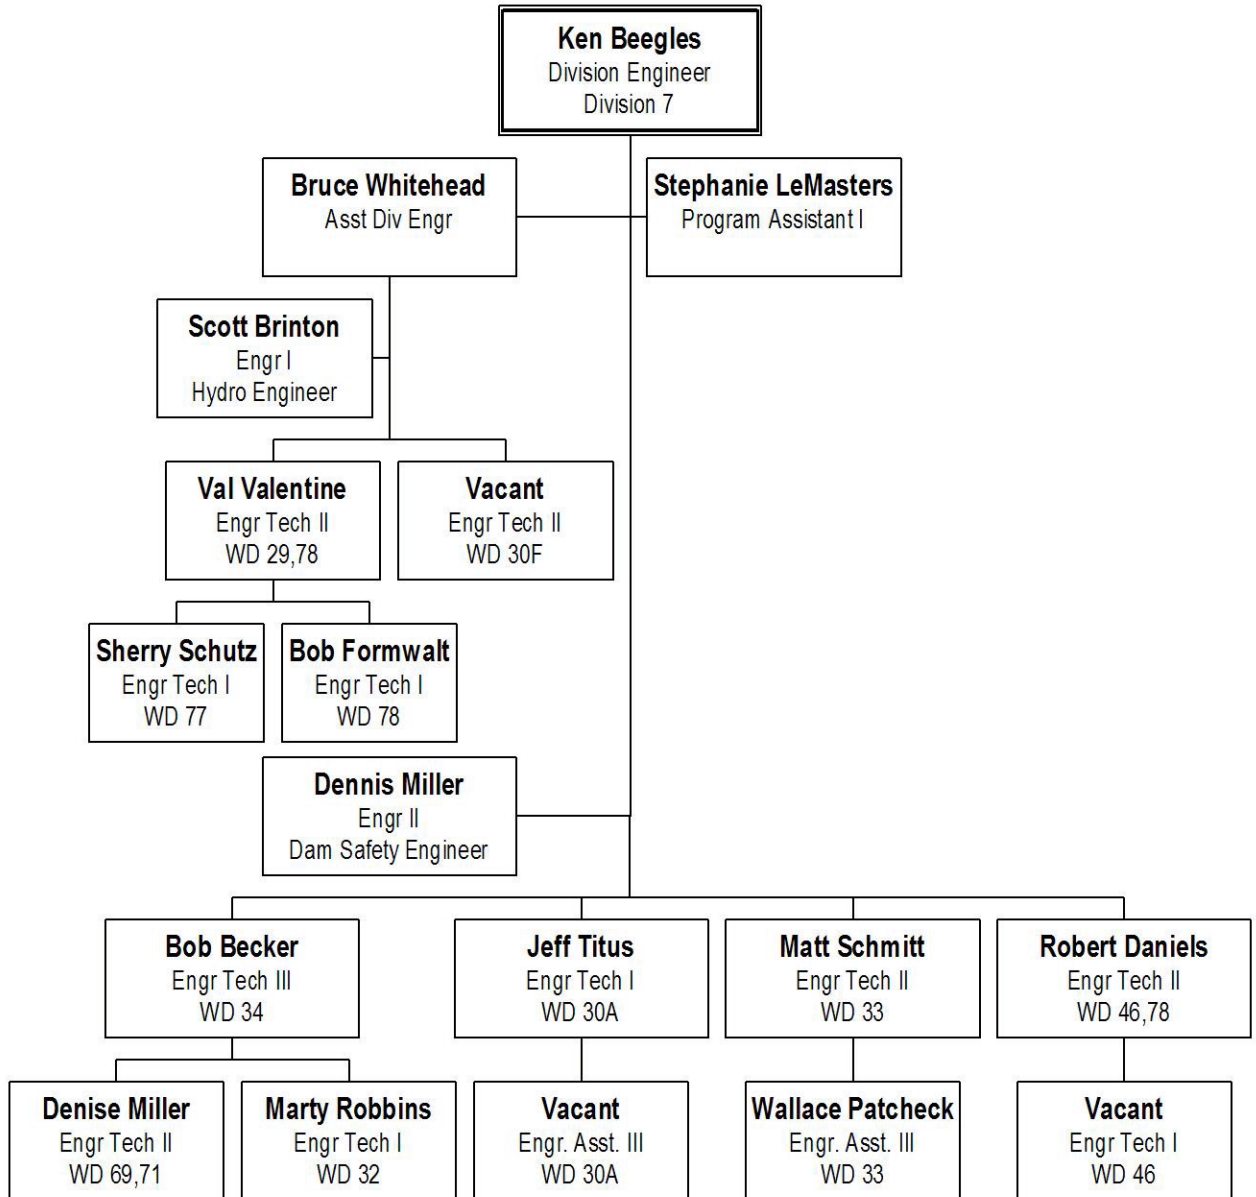 Ken Beegles
Division Engineer
Division 7
Bruce Whitehead
Asst Div Engr
Stephanie LeMasters
Program Assistant I
Scott Brinton
Engr I
Hydro Engineer
Val Valentine
Engr Tech II
WD 29,78
Vacant
Engr Tech II
WD 30F
Sherry Schutz
Engr Tech I
WD 77
Bob Formwalt
Engr Tech I
WD 78
Dennis Miller
Engr II
Dam Safety Engineer
Bob Becker
Engr Tech III
WD 34
Jeff Titus
Engr Tech I
WD 30A
Matt Schmitt
Engr Tech II
WD 33
Robert Daniels
Engr Tech II
WD 46,78
Denise Miller
Engr Tech II
WD 69,71
Marty Robbins
Engr Tech I
WD 32
Vacant
Engr. Asst. III
WD 30A
Wallace Patcheck
Engr. Asst. III
WD 33
Vacant
Engr Tech I
WD 46